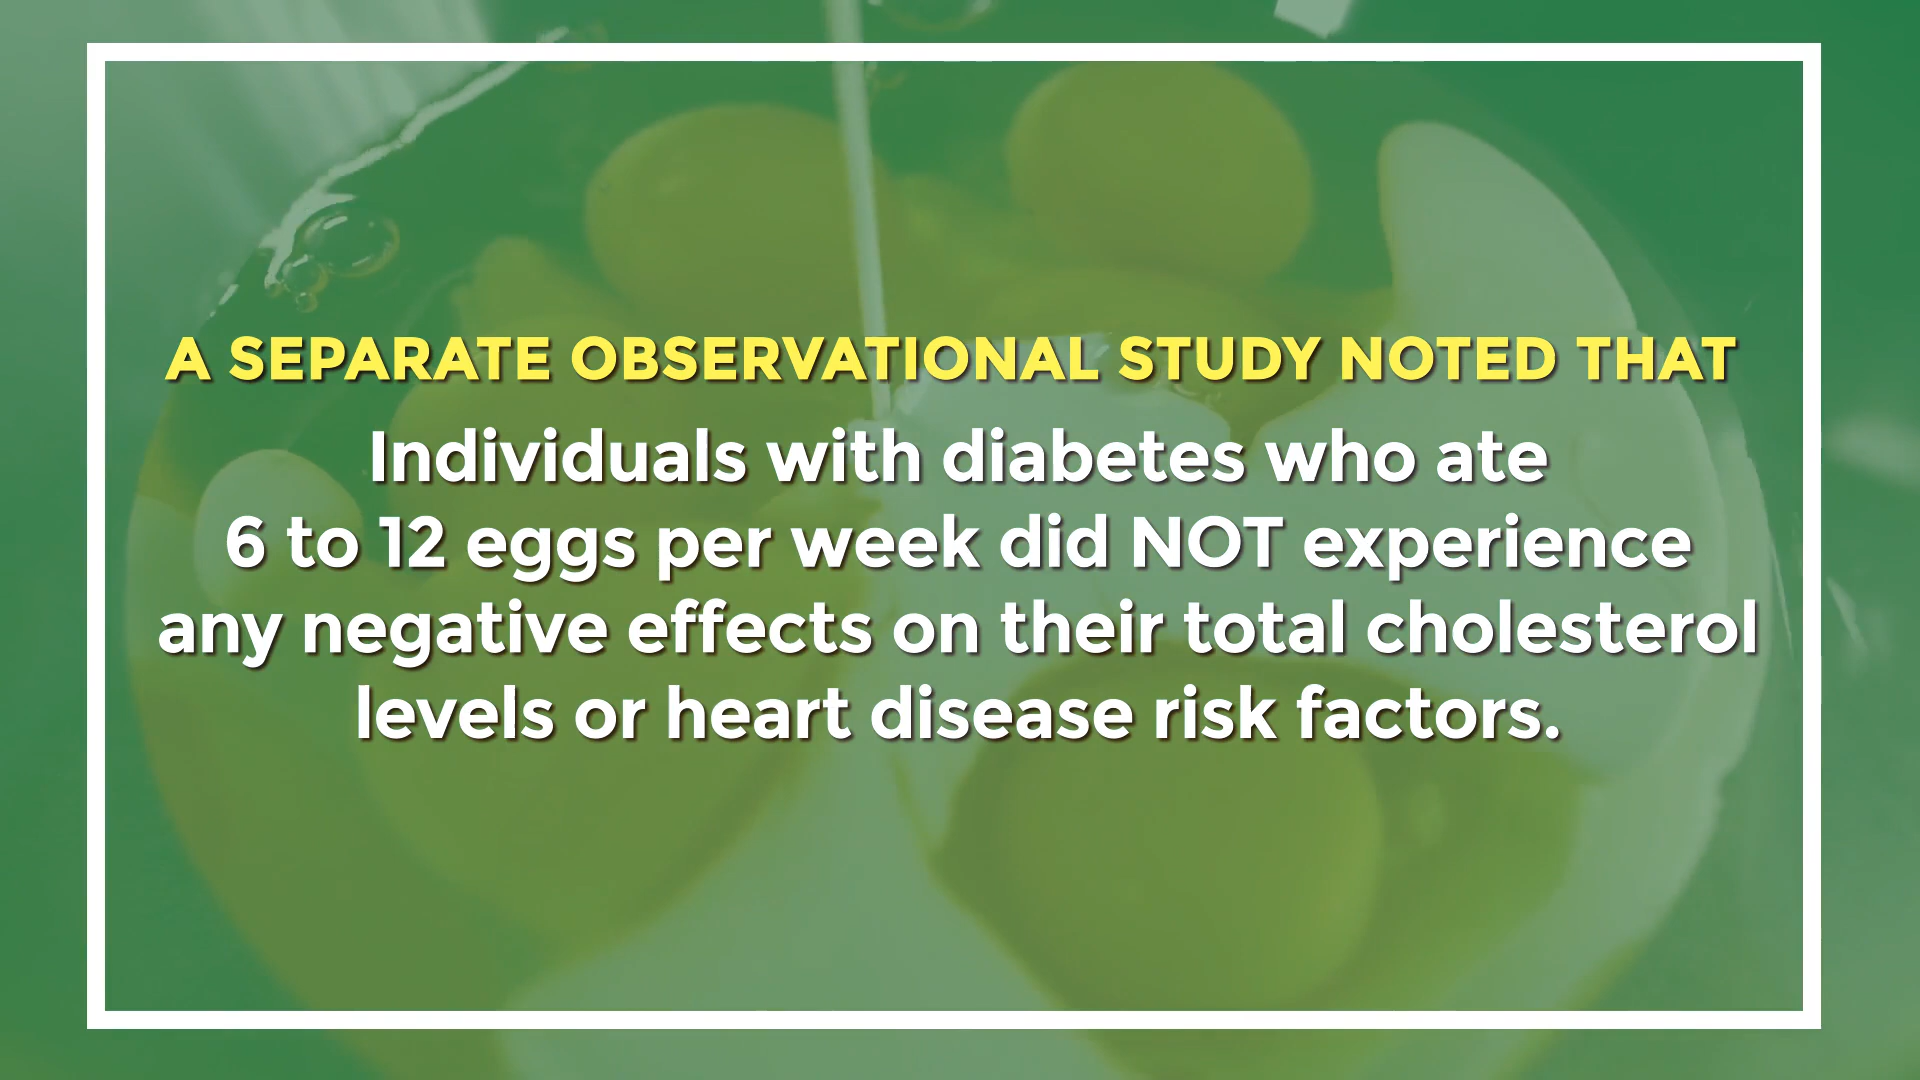 A SEPARATE OBSERVATIONAL STUDY NOTED THAT
Individuals with diabetes who ate
6 to 12 eggs per week did NOT experience
any negative effects on their total cholesterol
levels or heart disease risk factors.